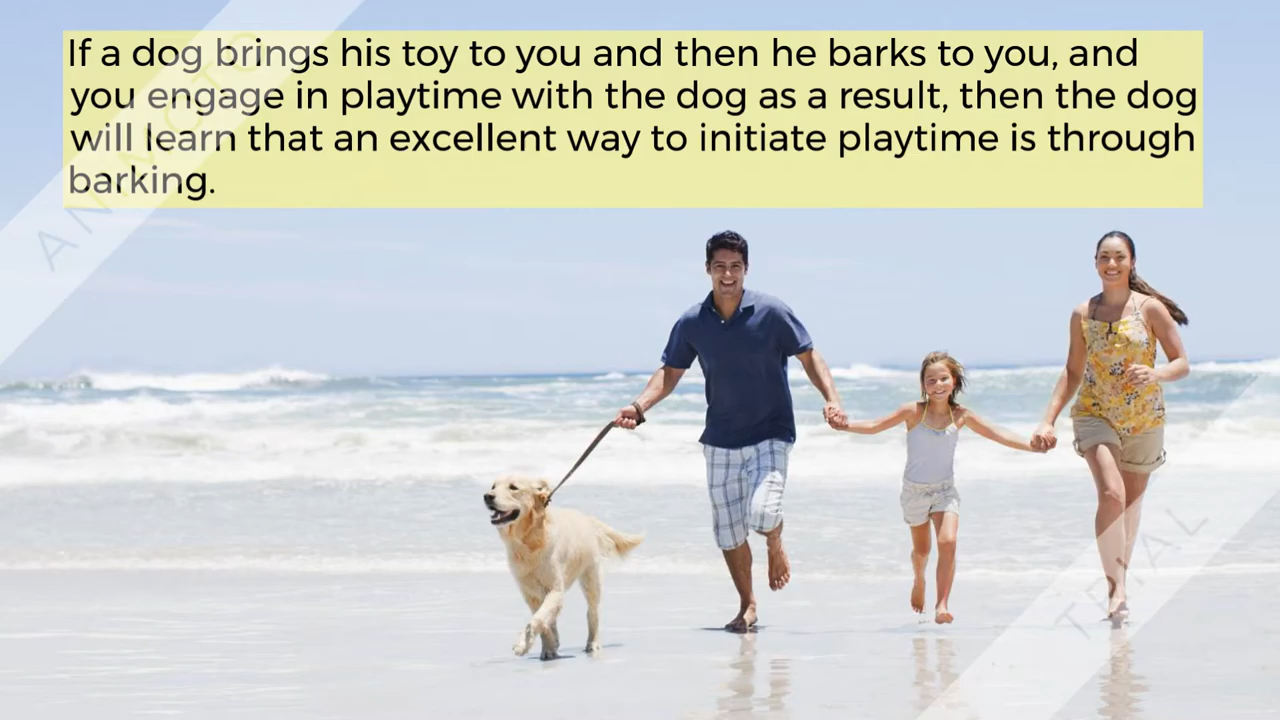 If a dog brings his toy to you and then he barks to you, and
you engage in playtime with the dog as a result, then the dog
will learn that an excellent way to initiate playtime is through
barking.
ANIMOTO
TRIAL